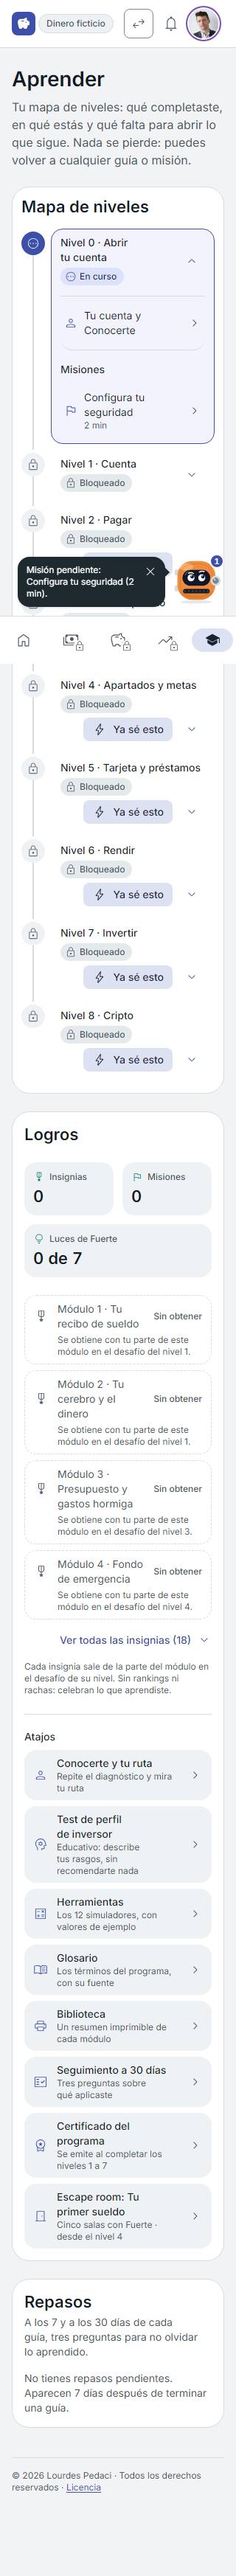 Dinero ficticio
Aprender
Tu mapa de niveles: qué completaste,
en qué estás y qué falta para abrir lo
que sigue. Nada se pierde: puedes
volver a cualquier guía o misión.
Mapa de niveles
Nivel 0 · Abrir
tu cuenta
En curso
Tu cuenta y
Conocerte
Misiones
Configura tu
seguridad
2 min
Nivel 1 · Cuenta
Bloqueado
Nivel 2 · Pagar
Bloqueado
Misión pendiente:
Configura tu seguridad (2
min).
1
Nivel 4 · Apartados y metas
Bloqueado
Ya sé esto
Nivel 5 · Tarjeta y préstamos
Bloqueado
Ya sé esto
Nivel 6 · Rendir
Bloqueado
Ya sé esto
Nivel 7 · Invertir
Bloqueado
Ya sé esto
Nivel 8 · Cripto
Bloqueado
Ya sé esto
Logros
Insignias
0
Misiones
0
Luces de Fuerte
0 de 7
Módulo 1 · Tu
recibo de sueldo
Sin obtener
Se obtiene con tu parte de este
módulo en el desafío del nivel 1.
Módulo 2 · Tu
cerebro y el
dinero
Sin obtener
Se obtiene con tu parte de este
módulo en el desafío del nivel 1.
Módulo 3 ·
Presupuesto y
gastos hormiga
Sin obtener
Se obtiene con tu parte de este
módulo en el desafío del nivel 3.
Módulo 4 · Fondo
de emergencia
Sin obtener
Se obtiene con tu parte de este
módulo en el desafío del nivel 4.
Ver todas las insignias (18)
Cada insignia sale de la parte del módulo en
el desafío de su nivel. Sin rankings ni
rachas: celebran lo que aprendiste.
Atajos
Conocerte y tu ruta
Repite el diagnóstico y mira
tu ruta
Test de perfil
de inversor
Educativo: describe
tus rasgos, sin
recomendarte nada
Herramientas
Los 12 simuladores, con
valores de ejemplo
Glosario
Los términos del programa,
con su fuente
Biblioteca
Un resumen imprimible de
cada módulo
Seguimiento a 30 días
Tres preguntas sobre
qué aplicaste
Certificado del
programa
Se emite al completar los
niveles 1 a 7
Escape room: Tu
primer sueldo
Cinco salas con Fuerte ·
desde el nivel 4
Repasos
A los 7 y a los 30 días de cada
guía, tres preguntas para no olvidar
lo aprendido.
No tienes repasos pendientes.
Aparecen 7 días después de terminar
una guía.
© 2026 Lourdes Pedaci · Todos los derechos
reservados · Licencia